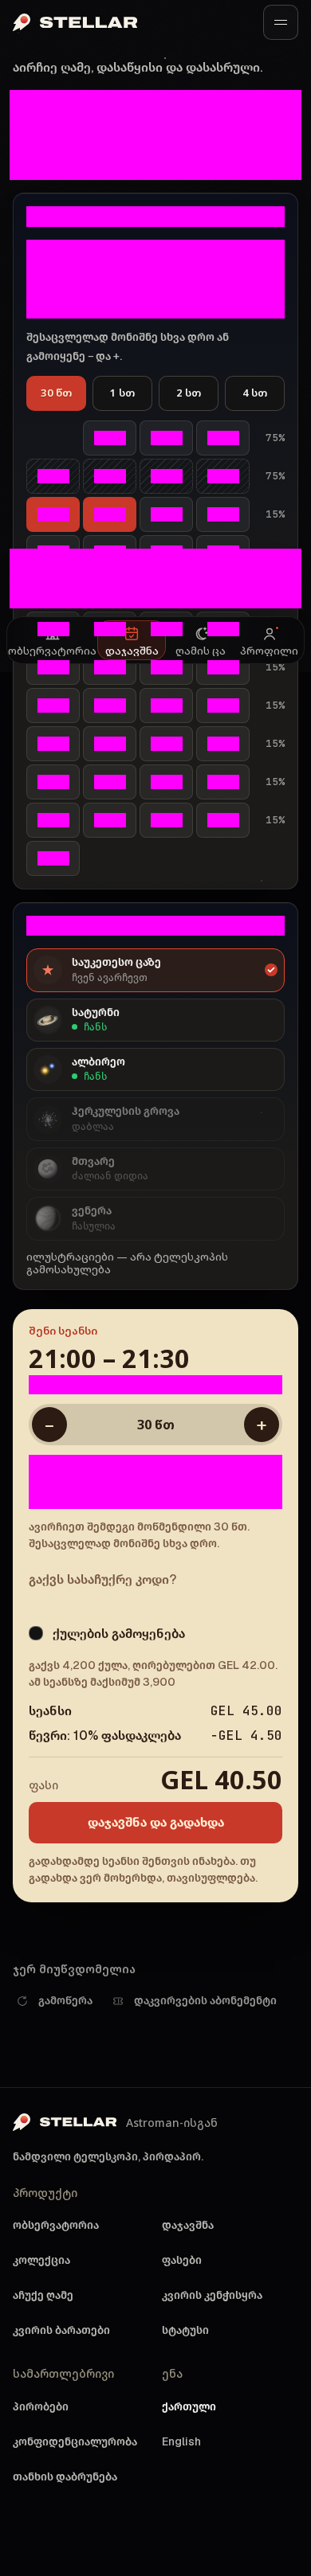 STELLAR
აირჩიე ღამე, დასაწყისი და დასასრული.
შესაცვლელად მონიშნე სხვა დრო ან
გამოიყენე – და +.
30 წთ
1 სთ
2 სთ
4 სთ
75%
75%
15%
ობსერვატორია
დაჯავშნა
ღამის ცა
პროფილი
15%
15%
15%
15%
15%
საუკეთესო ცაზე
ჩვენ ავარჩევთ
სატურნი
ჩანს
ალბირეო
ჩანს
ჰერკულესის გროვა
დაბლაა
მთვარე
ძალიან დიდია
ვენერა
ჩასულია
ილუსტრაციები — არა ტელესკოპის
გამოსახულება
შენი სეანსი
21:00 – 21:30
– 30 წთ +
ავირჩიეთ შემდეგი მოწმენდილი 30 წთ.
შესაცვლელად მონიშნე სხვა დრო.
გაქვს სასაჩუქრე კოდი?
ქულების გამოყენება
გაქვს 4,200 ქულა, ღირებულებით GEL 42.00.
ამ სეანსზე მაქსიმუმ 3,900
სეანსი GEL 45.00
წევრი: 10% ფასდაკლება -GEL 4.50
ფასი GEL 40.50
დაჯავშნა და გადახდა
გადახდამდე სეანსი შენთვის ინახება. თუ
გადახდა ვერ მოხერხდა, თავისუფლდება.
ჯერ მიუწვდომელია
გამოწერა
დაკვირვების აბონემენტი
STELLAR Astroman-ისგან
ნამდვილი ტელესკოპი, პირდაპირ.
პროდუქტი
ობსერვატორია
დაჯავშნა
კოლექცია
ფასები
აჩუქე ღამე
კვირის კენჭისყრა
კვირის ბარათები
სტატუსი
სამართლებრივი
ენა
პირობები
ქართული
კონფიდენციალურობა
English
თანხის დაბრუნება